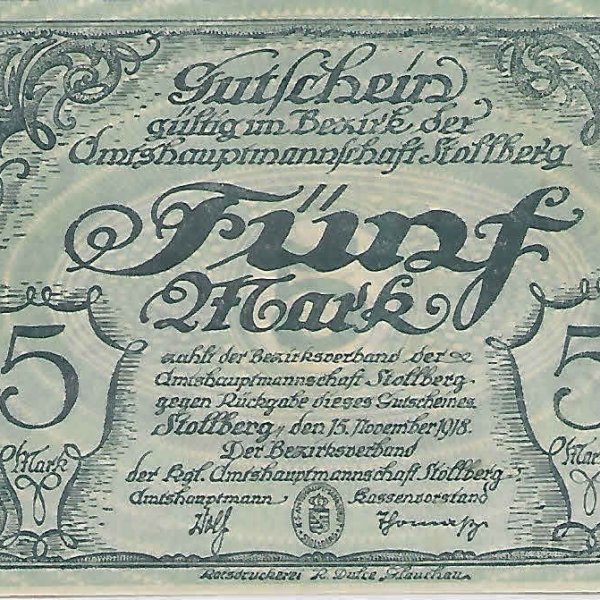 Gutschein
gültig im Bezirk der
Amtshauptmannschaft Stollberg
Fünf
Mark
5
5
Mark
Mark
zahlt der Bezirksverband der
Amtshauptmannschaft Stollberg
gegen Rückgabe dieses Gutscheines
Stollberg, den 15. November 1918.
Der Bezirksverband
der Kgl. Amtshauptmannschaft Stollberg
Amtshauptmann Kassenvorstand
Ratsdruckerei R. Dulce, Glauchau